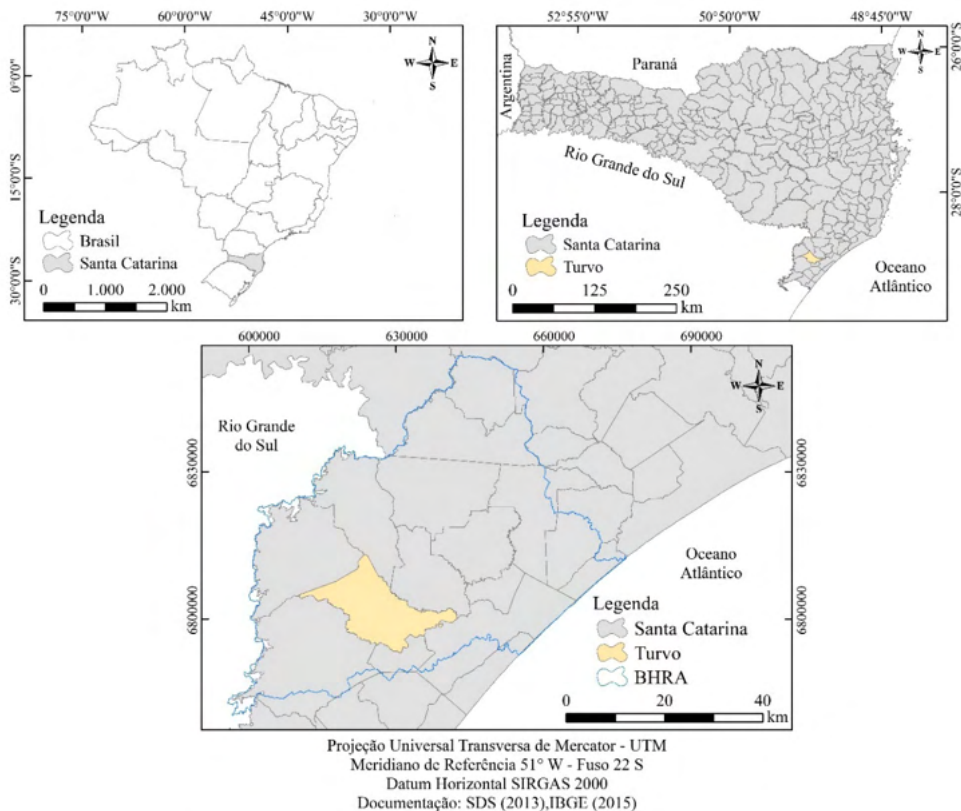 75°0'0"W 60°0'0"W 45°0'0"W 30°0'0"W
0°0'0"
15°0'0"S
30°0'0"S
N
W E
S
Legenda
Brasil
Santa Catarina
0 1.000 2.000
km
52°55'0"W 50°50'0"W 48°45'0"W
26°0'0"S
28°0'0"S
N
W E
S
Argentina
Paraná
Rio Grande do Sul
Legenda
Santa Catarina
Turvo
0 125 250
km
Oceano
Atlântico
600000 630000 660000 690000
6830000
6800000
N
W E
S
Rio Grande
do Sul
Oceano
Atlântico
Legenda
Santa Catarina
Turvo
BHRA
0 10 20 30 40
km
Projeção Universal Transversa de Mercator - UTM
Meridiano de Referência 51° W - Fuso 22 S
Datum Horizontal SIRGAS 2000
Documentação: SDS (2013),IBGE (2015)